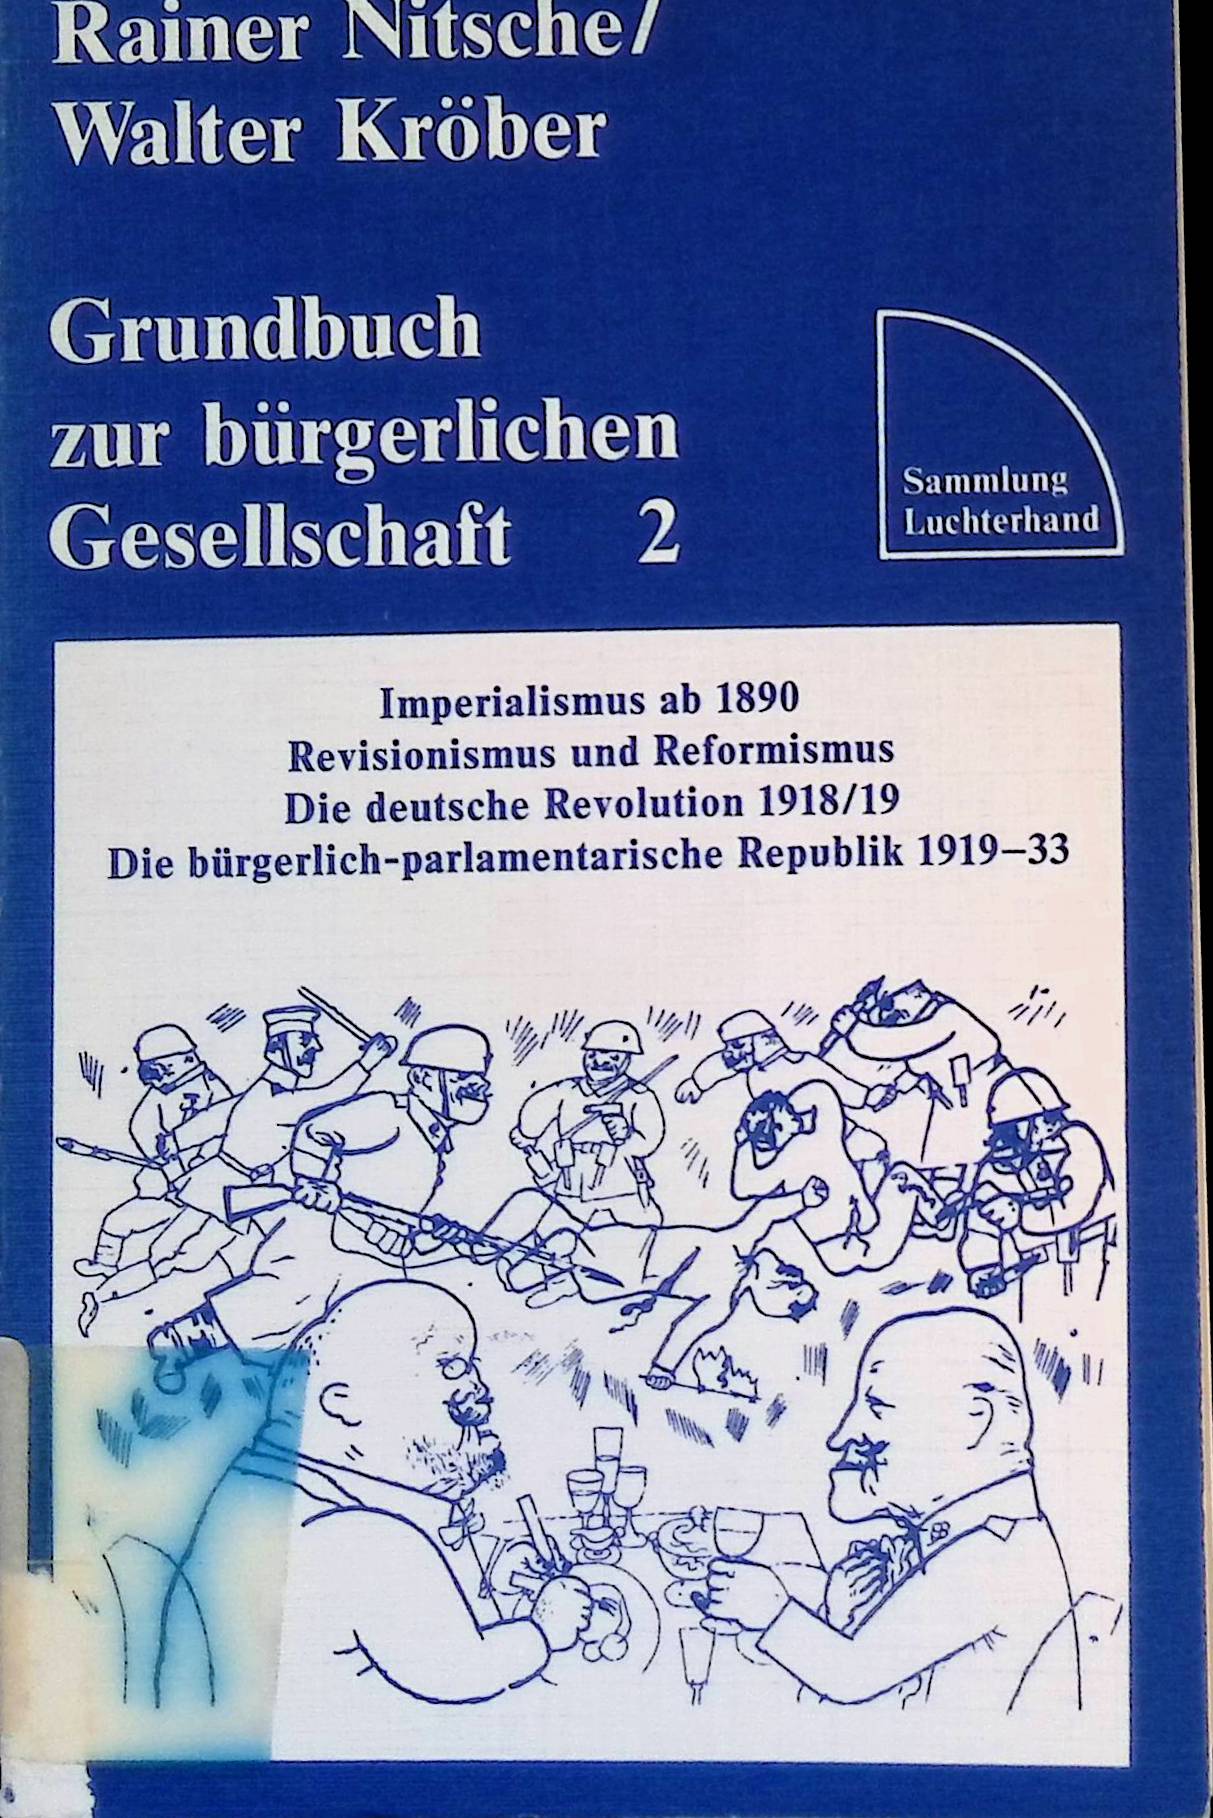 Rainer Nitsche/
Walter Kröber
Grundbuch
zur bürgerlichen
Gesellschaft 2
Sammlung
Luchterhand
Imperialismus ab 1890
Revisionismus und Reformismus
Die deutsche Revolution 1918/19
Die bürgerlich-parlamentarische Republik 1919–33